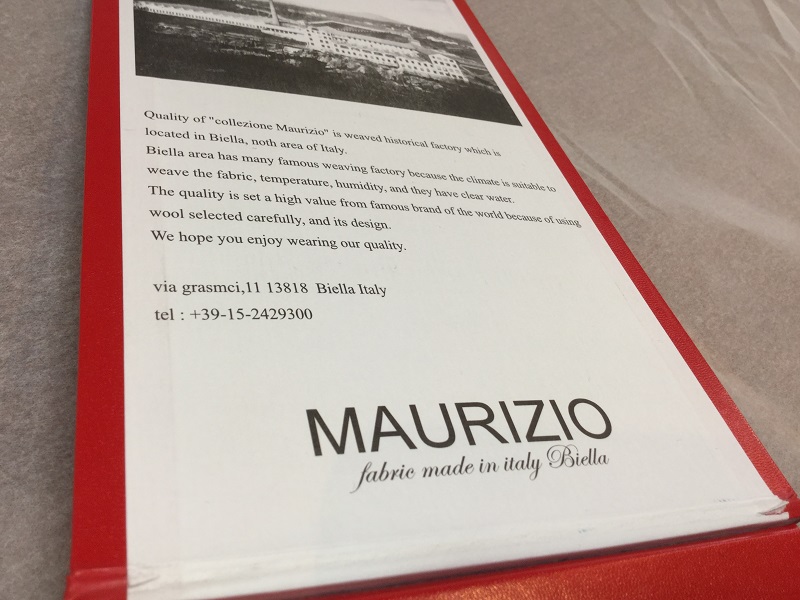 Quality of "collezione Maurizio" is weaved historical factory which is
located in Biella, noth area of Italy.
Biella area has many famous weaving factory because the climate is suitable to
weave the fabric, temperature, humidity, and they have clear water.
The quality is set a high value from famous brand of the world because of using
wool selected carefully, and its design.
We hope you enjoy wearing our quality.
via grasmci,11 13818 Biella Italy
tel : +39-15-2429300
MAURIZIO
fabric made in italy Biella